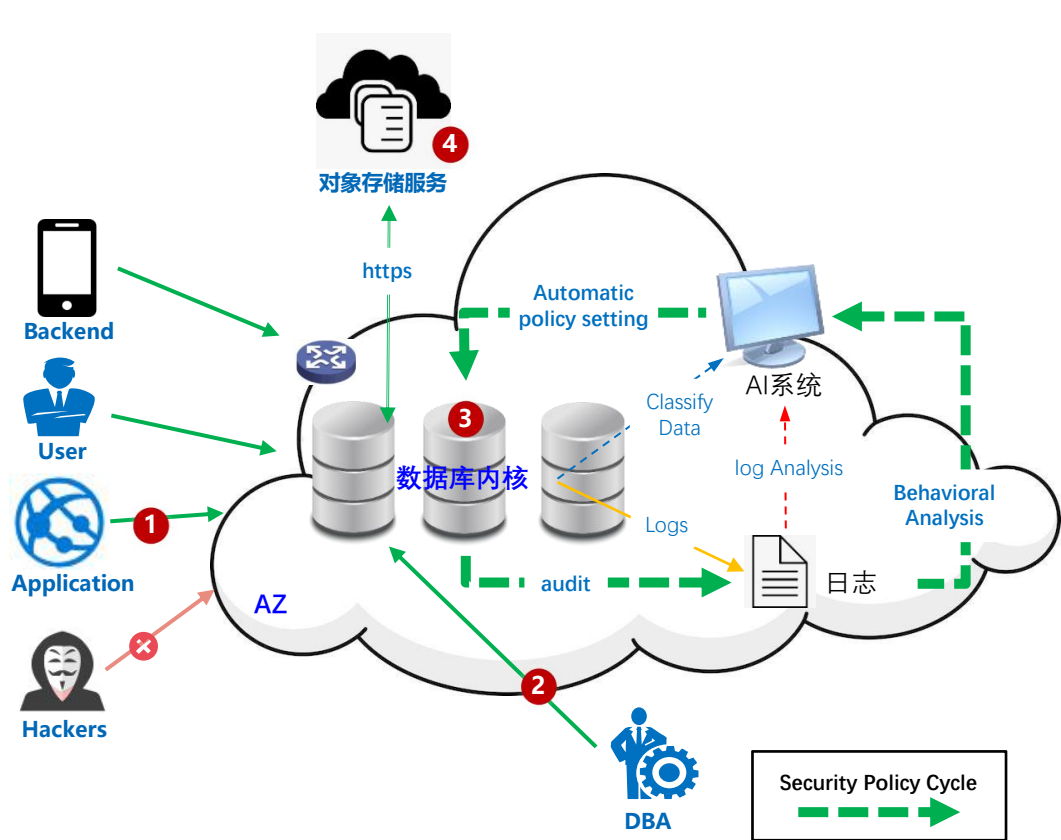 4
对象存储服务
https
Backend
Automatic
policy setting
AI系统
User
3
Classify
Data
数据库内核
log Analysis
Behavioral
Analysis
1
Logs
Application
audit
日志
AZ
Hackers
2
DBA
Security Policy Cycle